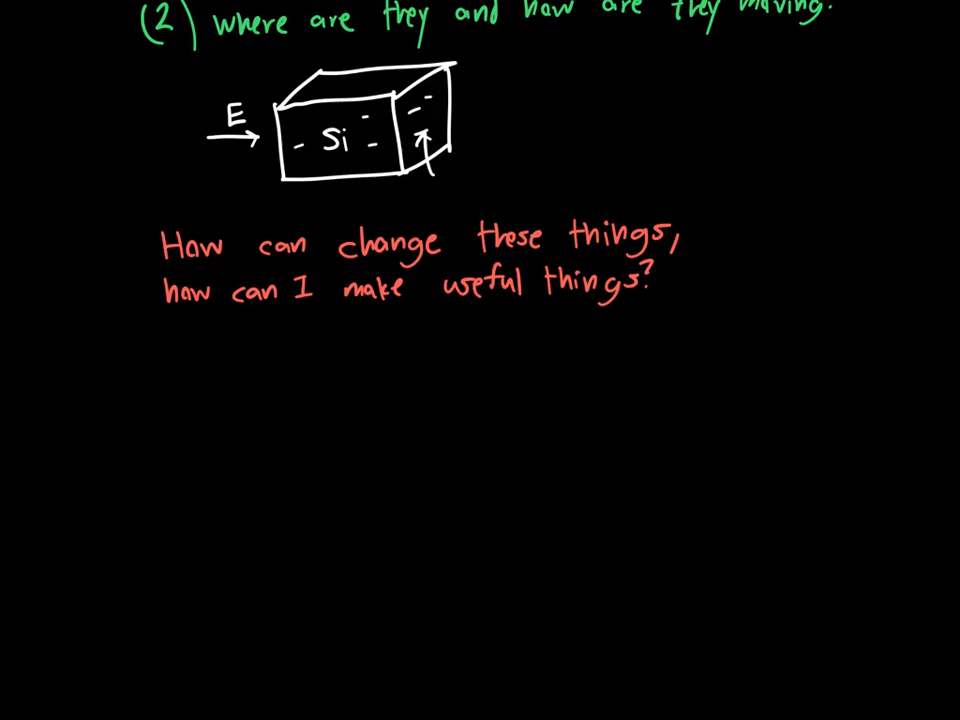 (2) where are they and how are they moving.
E
Si
How can change these things,
how can I make useful things?